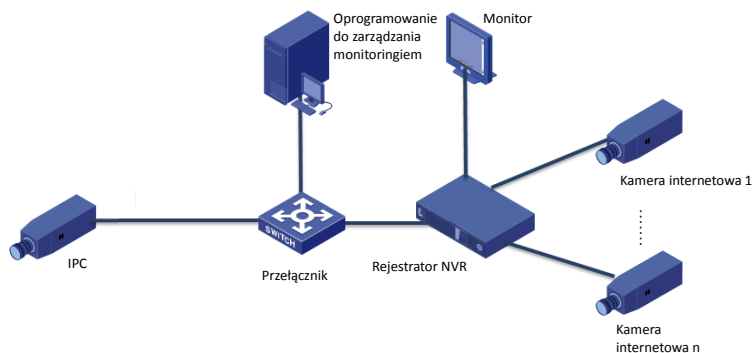 Oprogramowanie
do zarządzania
monitoringiem
Monitor
Kamera internetowa 1
IPC
SWITCH
Przełącznik
Rejestrator NVR
Kamera
internetowa n